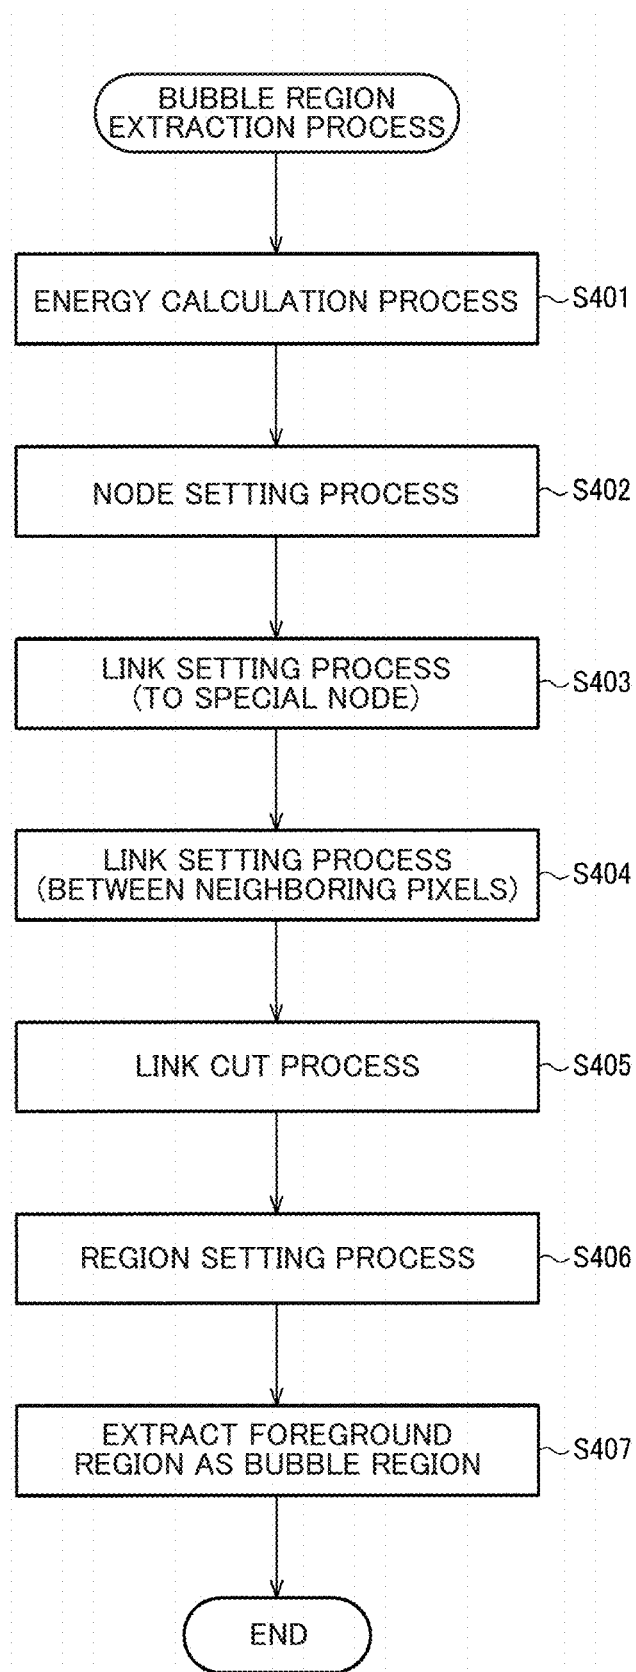 BUBBLE REGION
EXTRACTION PROCESS
ENERGY CALCULATION PROCESS
S401
NODE SETTING PROCESS
S402
LINK SETTING PROCESS
(TO SPECIAL NODE)
S403
LINK SETTING PROCESS
(BETWEEN NEIGHBORING PIXELS)
S404
LINK CUT PROCESS
S405
REGION SETTING PROCESS
S406
EXTRACT FOREGROUND
REGION AS BUBBLE REGION
S407
END